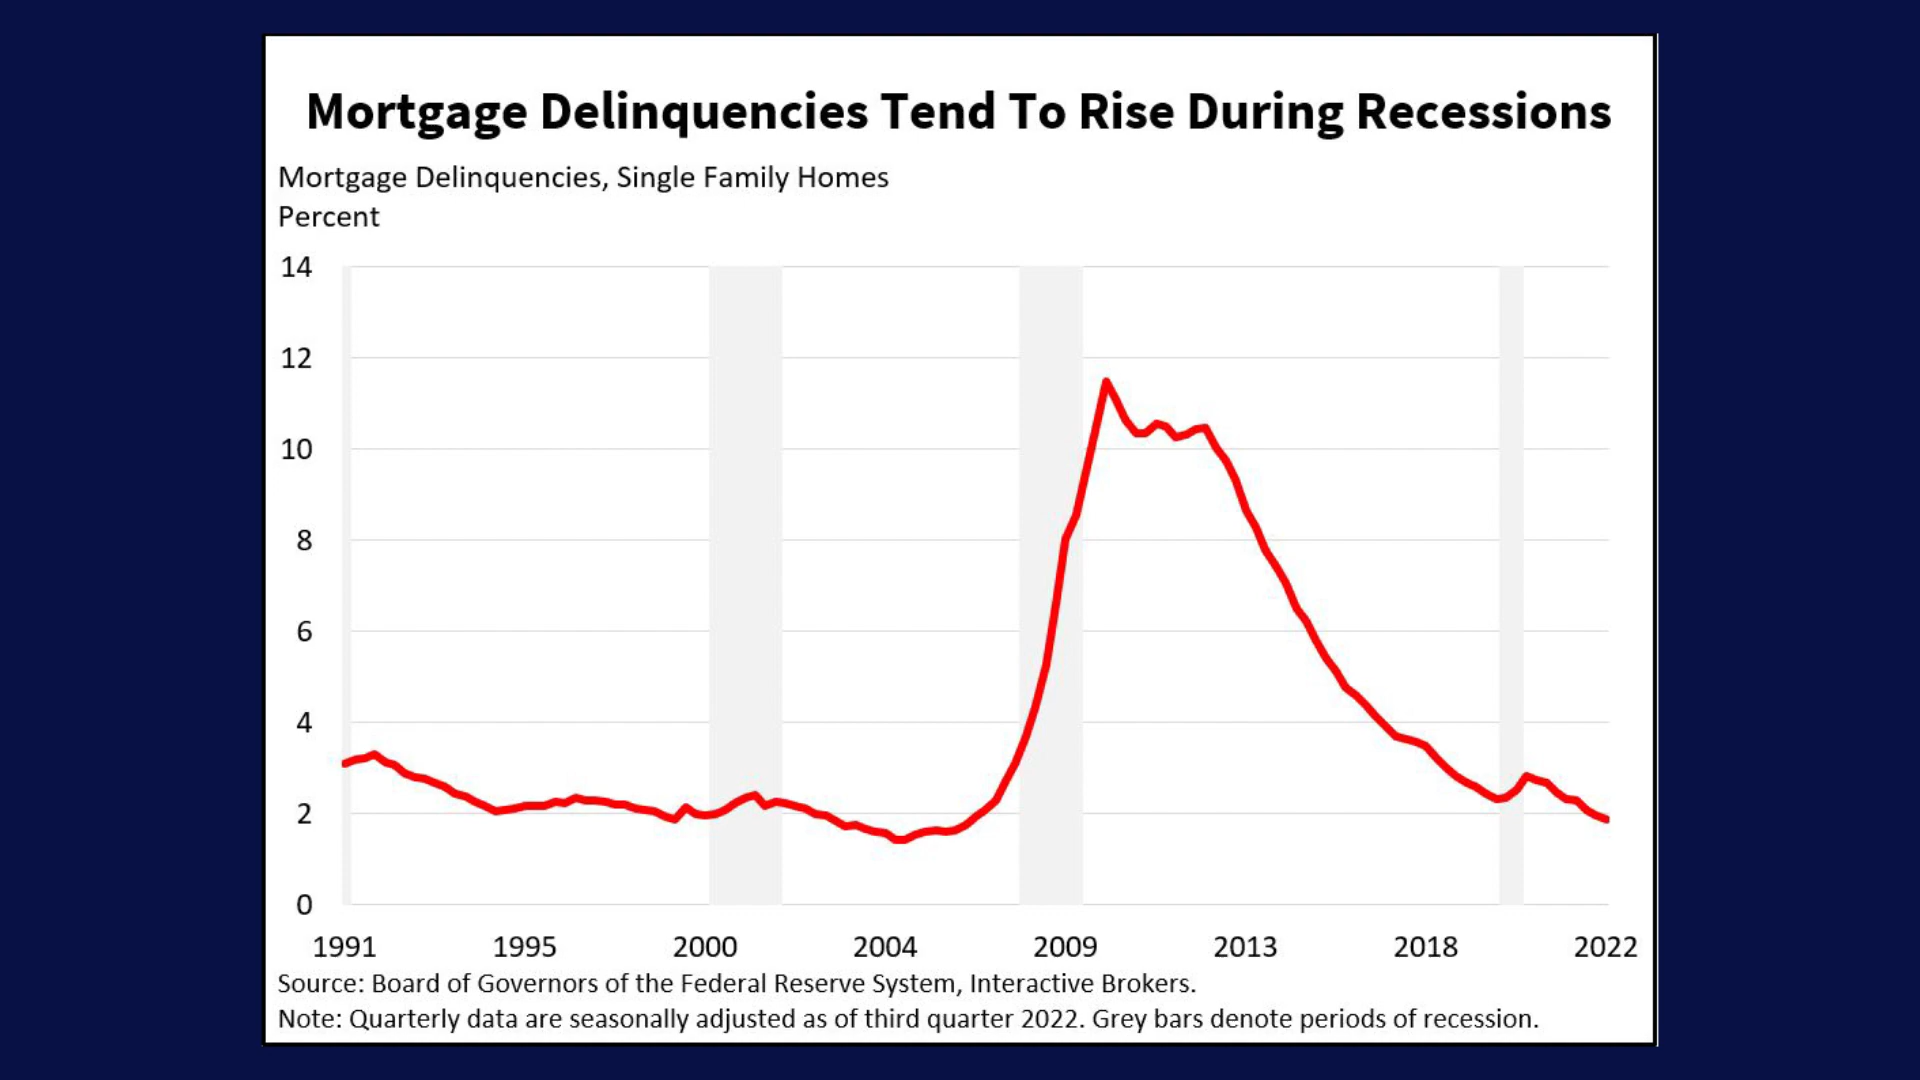 Mortgage Delinquencies Tend To Rise During Recessions
Mortgage Delinquencies, Single Family Homes
Percent
14
12
10
8
6
4
2
0
1991 1995 2000 2004 2009 2013 2018 2022
Source: Board of Governors of the Federal Reserve System, Interactive Brokers.
Note: Quarterly data are seasonally adjusted as of third quarter 2022. Grey bars denote periods of recession.